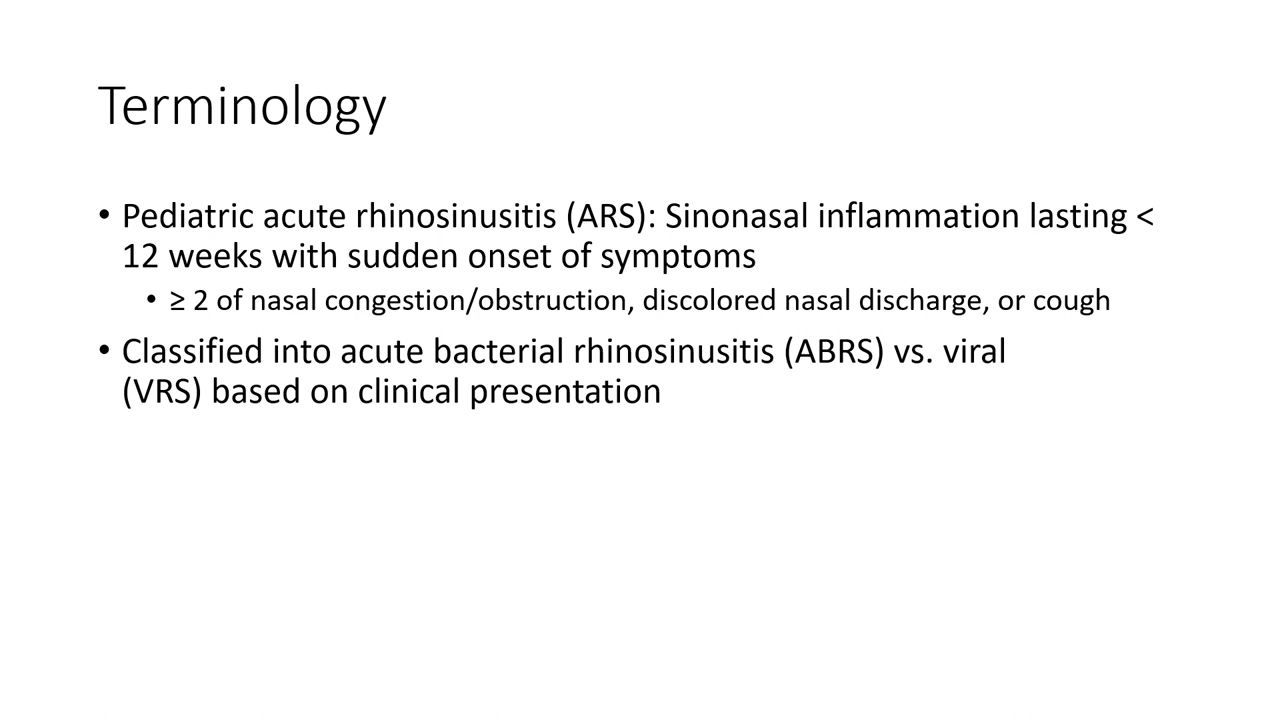 Terminology
• Pediatric acute rhinosinusitis (ARS): Sinonasal inflammation lasting <
12 weeks with sudden onset of symptoms
• ≥ 2 of nasal congestion/obstruction, discolored nasal discharge, or cough
• Classified into acute bacterial rhinosinusitis (ABRS) vs. viral
(VRS) based on clinical presentation